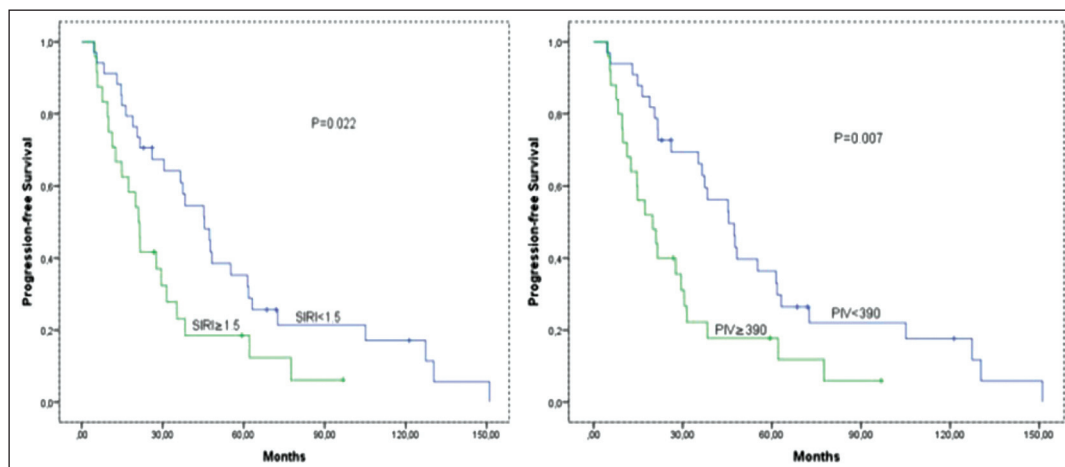 Progression-free Survival
1,0
0,8
0,6
0,4
0,2
0,0
P=0.022
SIRI≥1.5
SIRI<1.5
,00
30,00
60,00
90,00
120,00
150,00
Months
Progression-free Survival
1,0
0,8
0,6
0,4
0,2
0,0
P=0.007
PIV<390
PIV≥390
,00
30,00
60,00
90,00
120,00
150,00
Months